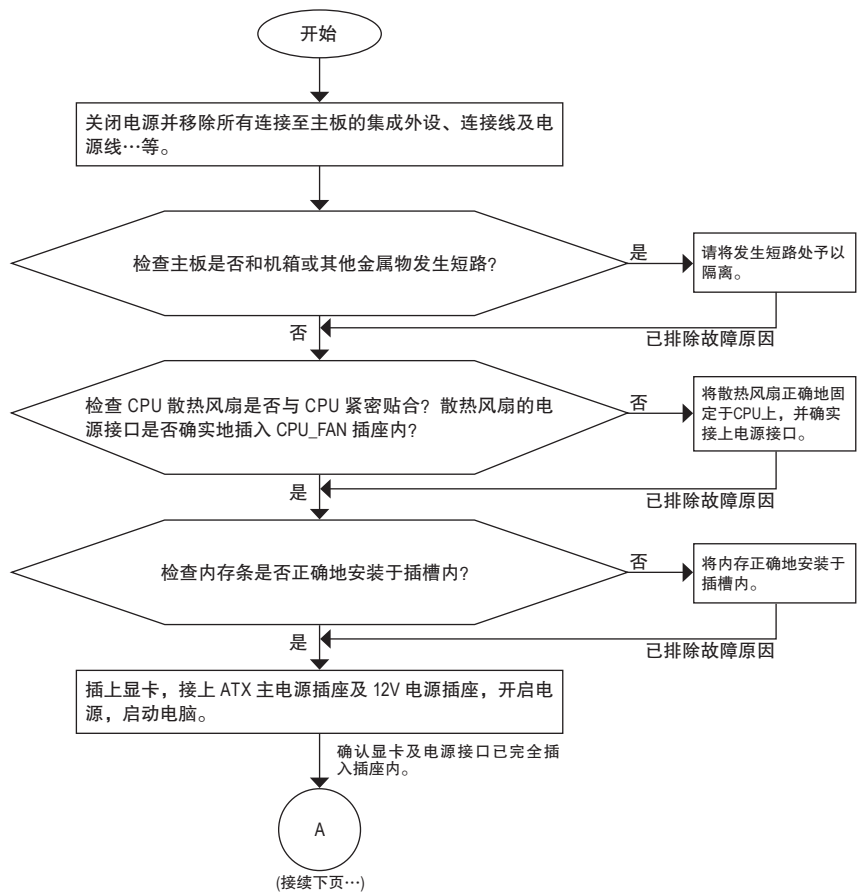 开始
关闭电源并移除所有连接至主板的集成外设、连接线及电
源线…等。
检查主板是否和机箱或其他金属物发生短路?
是
请将发生短路处予以
隔离。
否
已排除故障原因
检查 CPU 散热风扇是否与 CPU 紧密贴合? 散热风扇的电
源接口是否确实地插入 CPU_FAN 插座内?
否
将散热风扇正确地固
定于CPU上，并确实
接上电源接口。
是
已排除故障原因
检查内存条是否正确地安装于插槽内?
否
将内存正确地安装于
插槽内。
是
已排除故障原因
插上显卡，接上 ATX 主电源插座及 12V 电源插座，开启电
源，启动电脑。
确认显卡及电源接口已完全插
入插座内。
A
(接续下页…)